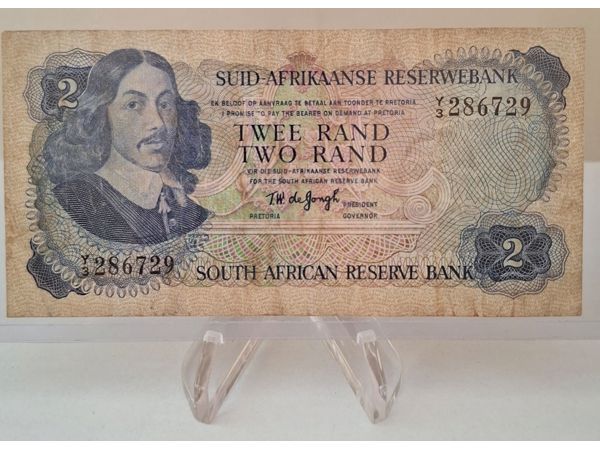 2
SUID-AFRIKAANSE RESERWEBANK
EK BELOOF OP AANVRAAG TE BETAAL AAN TOONDER TE PRETORIA
I PROMISE TO PAY THE BEARER ON DEMAND AT PRETORIA
Y/3 286729
TWEE RAND
TWO RAND
VIR DIE SUID-AFRIKAANSE RESERWEBANK
FOR THE SOUTH AFRICAN RESERVE BANK
T.W. de Jongh
PRESIDENT
PRETORIA GOVERNOR
Y/3 286729
SOUTH AFRICAN RESERVE BANK
2